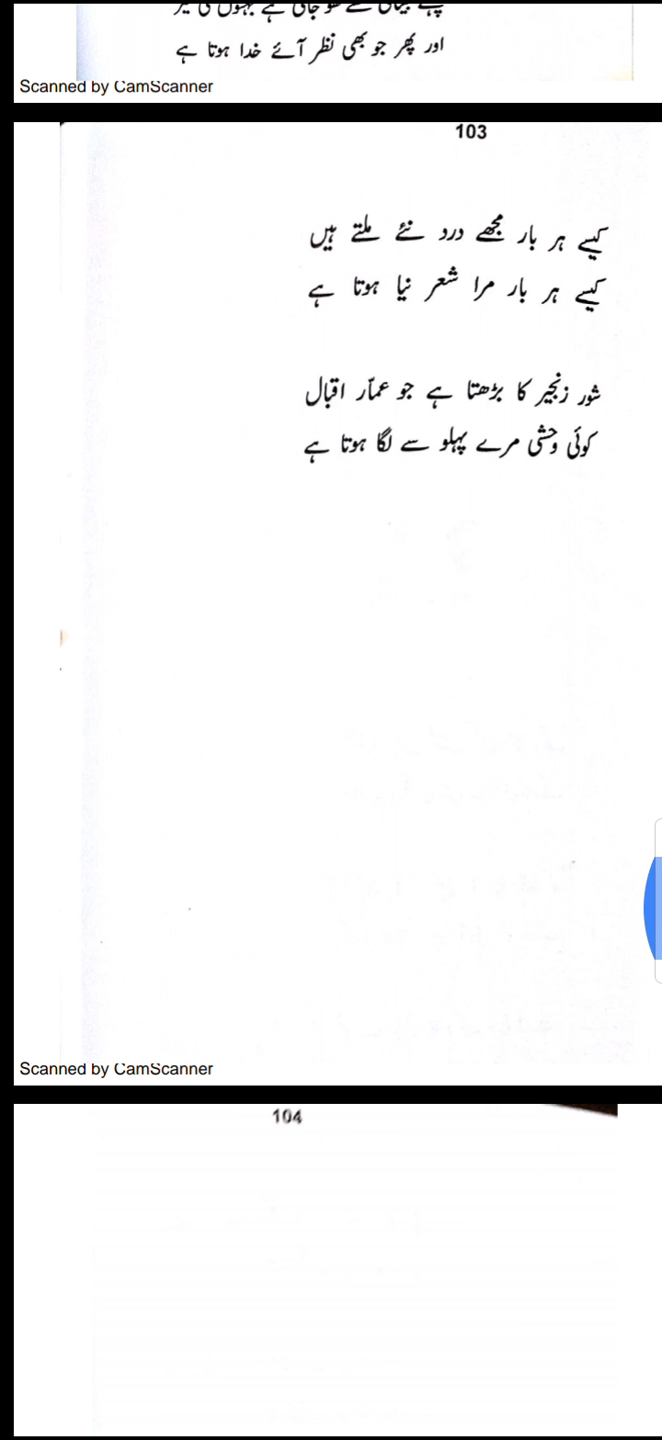 اور پھر جو بھی نظر آئے خدا ہوتا ہے
Scanned by CamScanner
103
کیسے ہر بار مجھے درد نئے ملتے ہیں
کیسے ہر بار مرا شعر نیا ہوتا ہے
شور زنجیر کا بڑھتا ہے جو عمّار اقبال
کوئی وحشی مرے پہلو سے لگا ہوتا ہے
Scanned by CamScanner
104